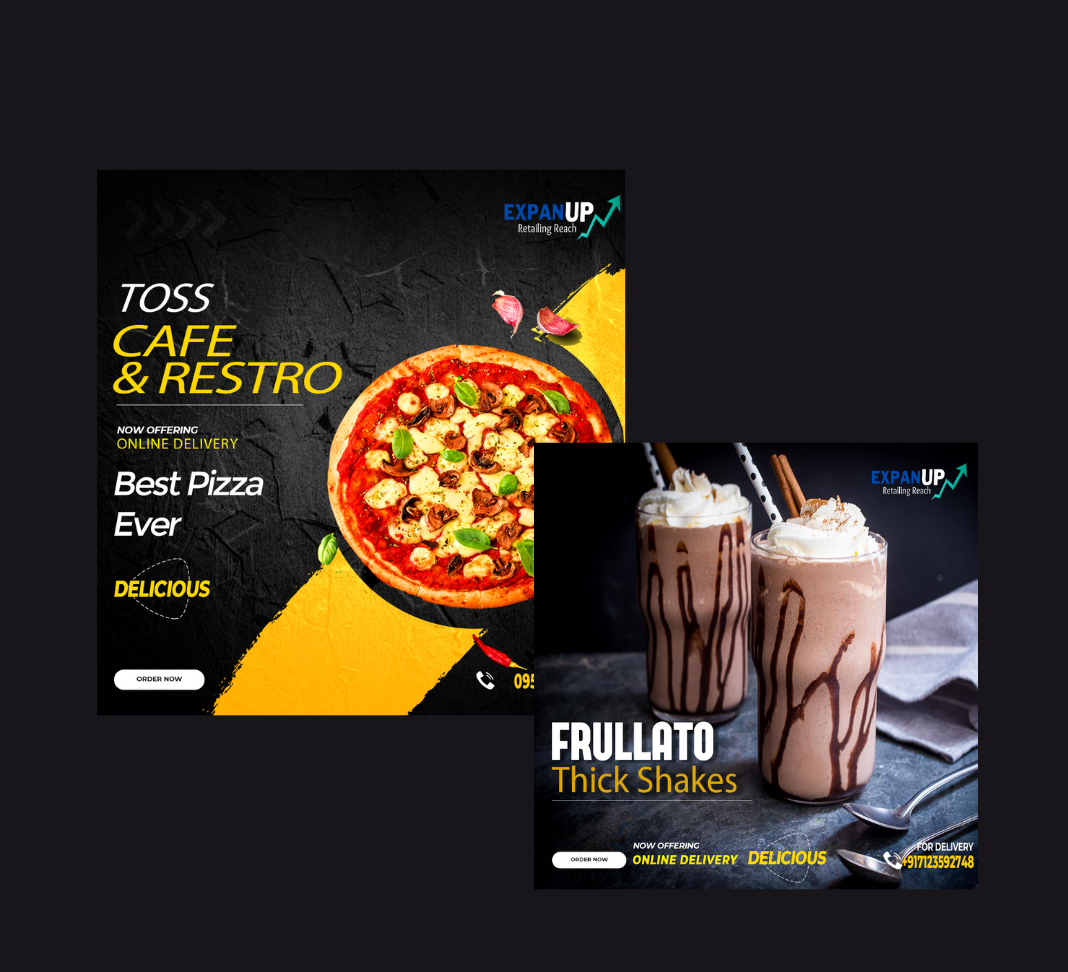 EXPANUP
Retailing Reach
TOSS
CAFE
& RESTRO
NOW OFFERING
ONLINE DELIVERY
Best Pizza
Ever
DELICIOUS
ORDER NOW
095
EXPANUP
Retailing Reach
FRULLATO
Thick Shakes
ORDER NOW
NOW OFFERING
ONLINE DELIVERY
DELICIOUS
FOR DELIVERY
+917123592748